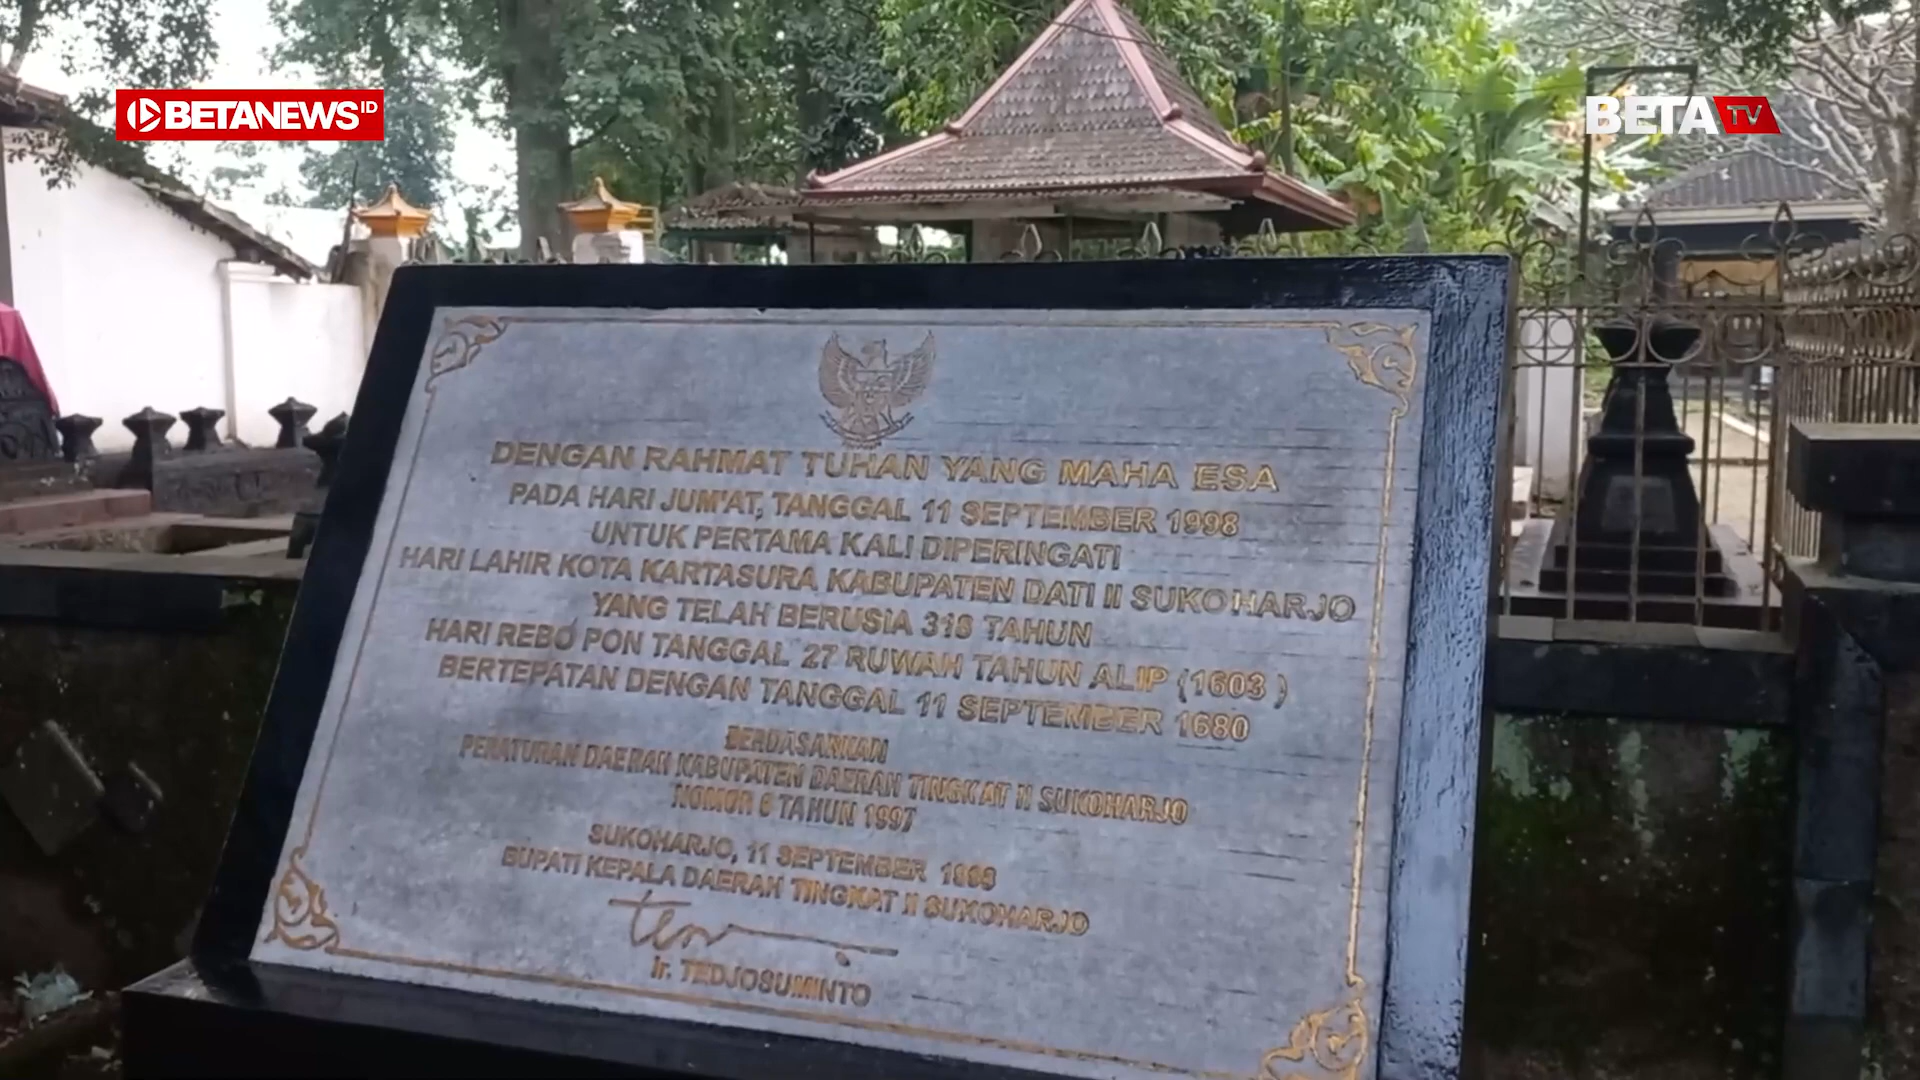 BETANEWS ID
BETA TV
DENGAN RAHMAT TUHAN YANG MAHA ESA
PADA HARI JUM'AT, TANGGAL 11 SEPTEMBER 1998
UNTUK PERTAMA KALI DIPERINGATI
HARI LAHIR KOTA KARTASURA KABUPATEN DATI II SUKOHARJO
YANG TELAH BERUSIA 318 TAHUN
HARI REBO PON TANGGAL 27 RUWAH TAHUN ALIP (1603 )
BERTEPATAN DENGAN TANGGAL 11 SEPTEMBER 1680
BERDASARKAN
PERATURAN DAERAH KABUPATEN DAERAH TINGKAT II SUKOHARJO
NOMOR 6 TAHUN 1997
SUKOHARJO, 11 SEPTEMBER 1998
BUPATI KEPALA DAERAH TINGKAT II SUKOHARJO
Ir. TEDJOSUMINTO